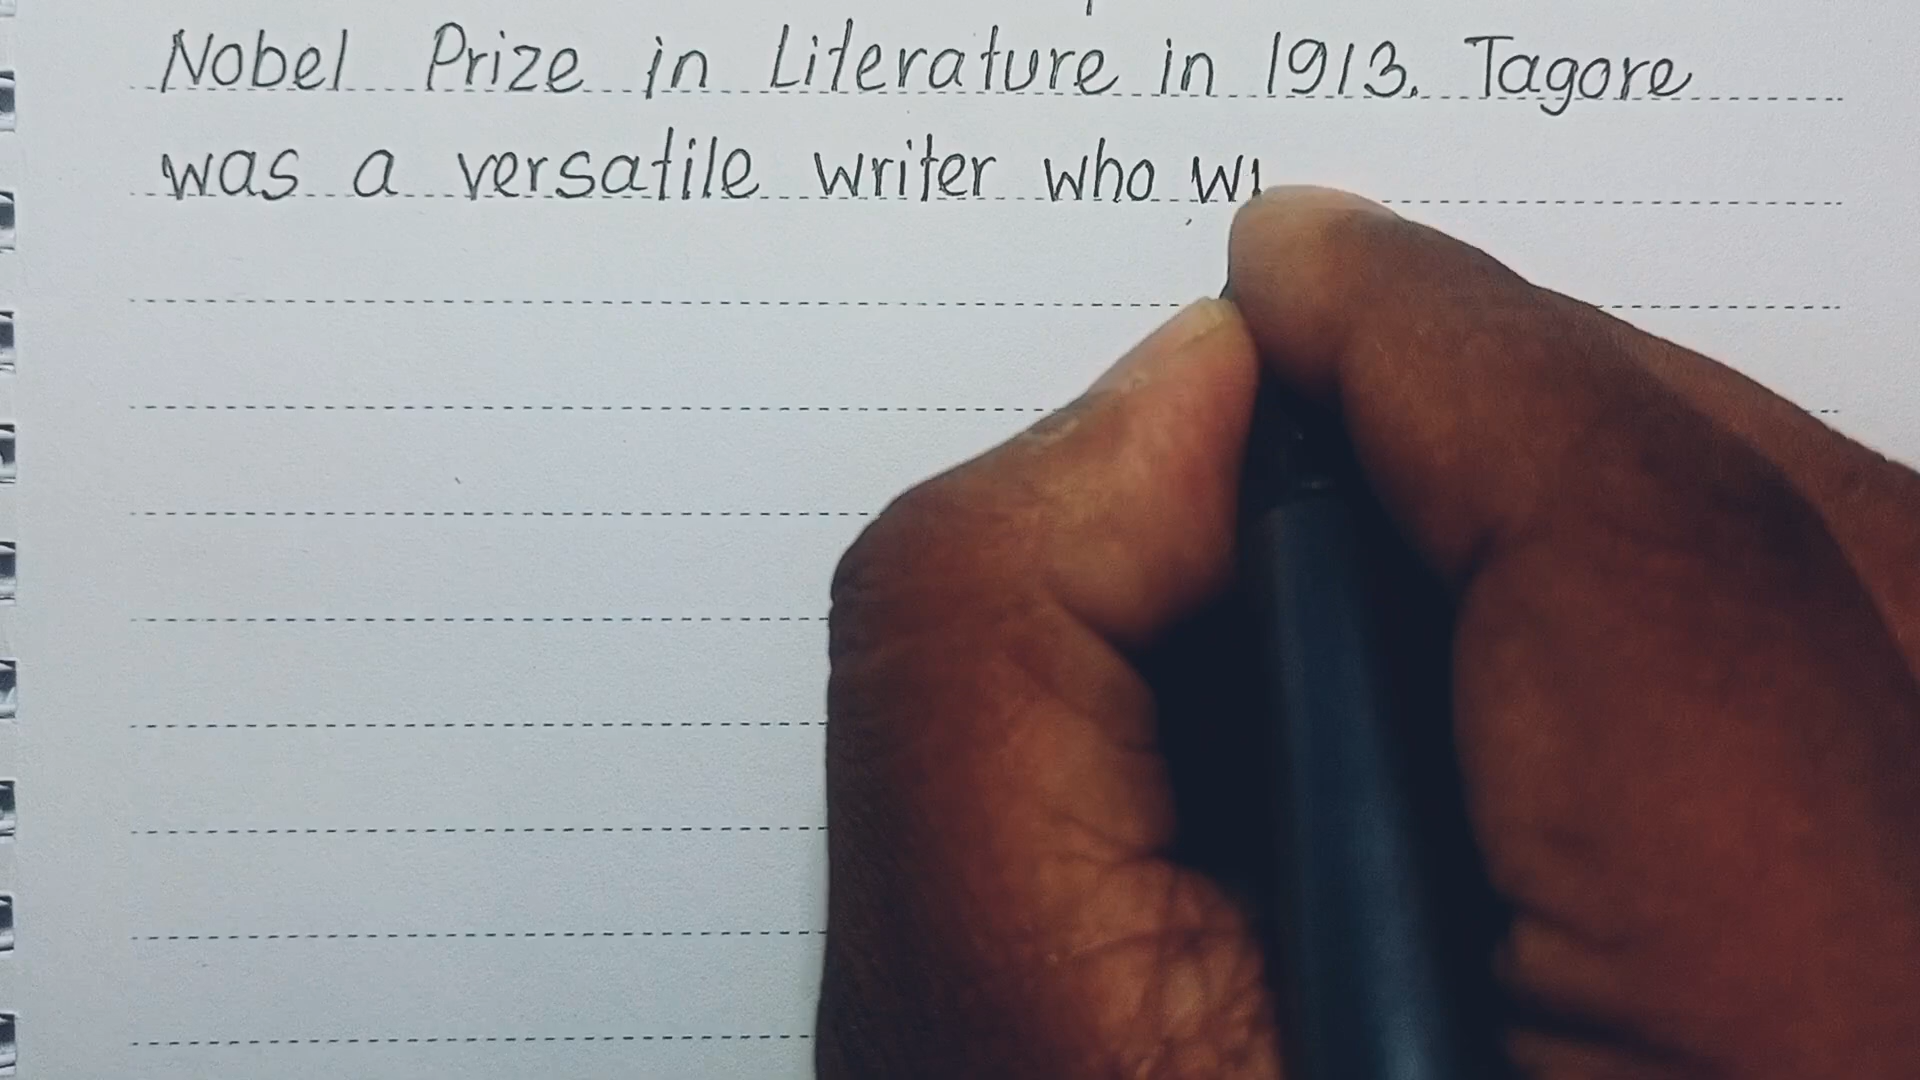 Nobel Prize in Literature in 1913. Tagore
was a versatile writer who